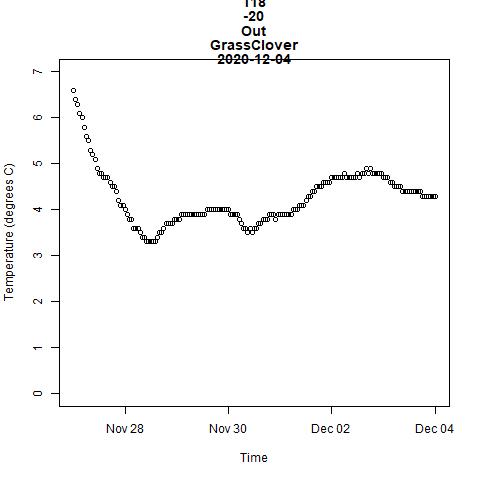 T18
-20
Out
GrassClover
2020-12-04
Temperature (degrees C)
7
6
5
4
3
2
1
0
Nov 28 Nov 30 Dec 02 Dec 04
Time